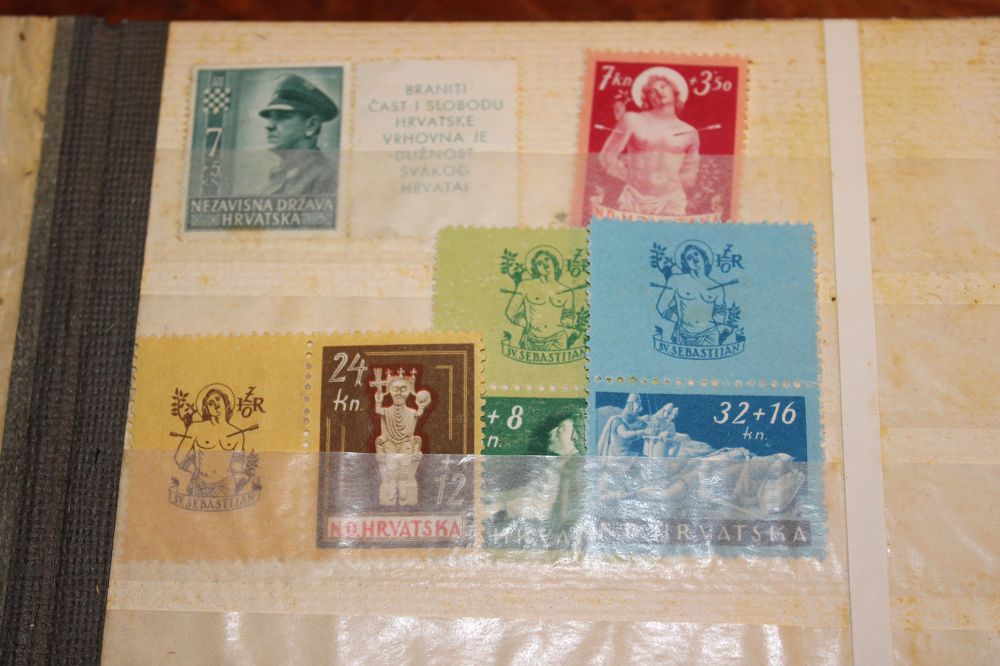 7
NEZAVISNA DRŽAVA
HRVATSKA
BRANITI
ČAST I SLOBODU
HRVATSKE
VRHOVNA JE
DUŽNOST
SVAKOG
HRVATA!
7kn +3'50
ZOR
SV. SEBASTIJAN
ZOR
SV. SEBASTIJAN
+8
kn.
32+16
kn.
N.D.HRVATSKA
ZOR
SV. SEBASTIJAN
24
kn.
+12
N.D.HRVATSKA